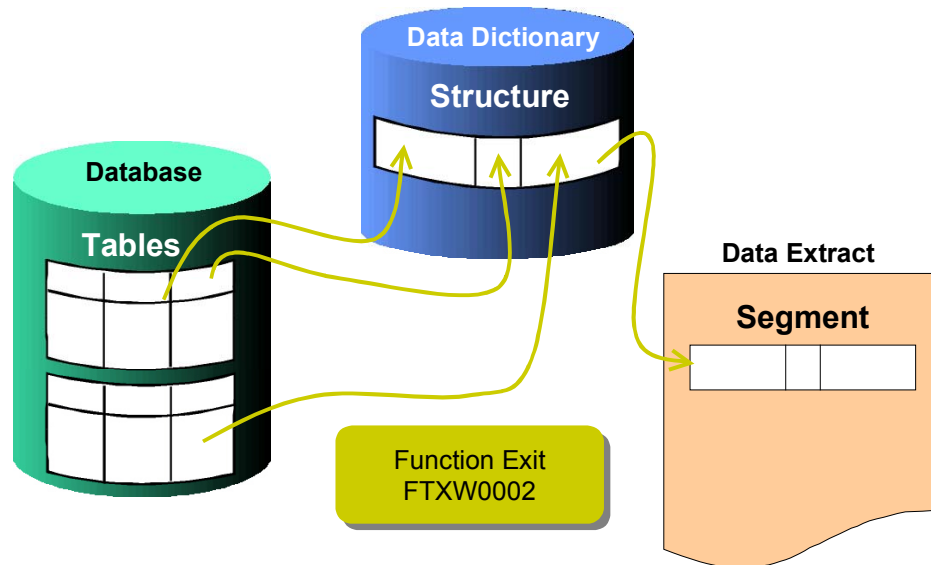 Data Dictionary
Structure
Database
Tables
Data Extract
Segment
Function Exit
FTXW0002